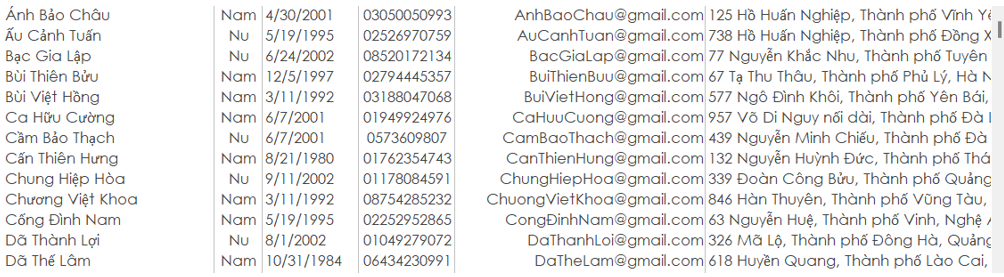 Ánh Bảo Châu Nam 4/30/2001 03050050993 AnhBaoChau@gmail.com 125 Hồ Huấn Nghiệp, Thành phố Vĩnh
Ấu Cảnh Tuấn Nu 5/19/1995 02526970759 AuCanhTuan@gmail.com 738 Hồ Huấn Nghiệp, Thành phố Đồng
Bạc Gia Lập Nu 6/24/2002 08520172134 BacGiaLap@gmail.com 77 Nguyễn Khắc Nhu, Thành phố Tuyên
Bùi Thiên Bửu Nam 12/5/1997 02794445357 BuiThienBuu@gmail.com 67 Tạ Thu Thâu, Thành phố Phủ Lý, Hà N
Bùi Việt Hồng Nam 3/11/1992 03188047068 BuiVietHong@gmail.com 577 Ngô Đình Khôi, Thành phố Yên Bái,
Ca Hữu Cường Nam 6/7/2001 01949924976 CaHuuCuong@gmail.com 957 Võ Di Nguy nối dài, Thành phố Đà
Cầm Bảo Thạch Nu 6/7/2001 0573609807 CamBaoThach@gmail.com 439 Nguyễn Minh Chiếu, Thành phố Đà
Cấn Thiên Hưng Nam 8/21/1980 01762354743 CanThienHung@gmail.com 132 Nguyễn Huỳnh Đức, Thành phố Thá
Chung Hiệp Hòa Nu 9/11/2002 01178084591 ChungHiepHoa@gmail.com 339 Đoàn Công Bửu, Thành phố Quảng
Chương Việt Khoa Nam 3/11/1992 08754285232 ChuongVietKhoa@gmail.com 846 Hàn Thuyên, Thành phố Vũng Tàu,
Cống Đình Nam Nam 5/19/1995 02252952865 CongĐinhNam@gmail.com 63 Nguyễn Huệ, Thành phố Vinh, Nghệ
Dã Thành Lợi Nu 8/1/2002 01049279072 DaThanhLoi@gmail.com 326 Mã Lộ, Thành phố Đông Hà, Quảng
Dã Thế Lâm Nam 10/31/1984 06434230991 DaTheLam@gmail.com 618 Huyền Quang, Thành phố Lào Cai,